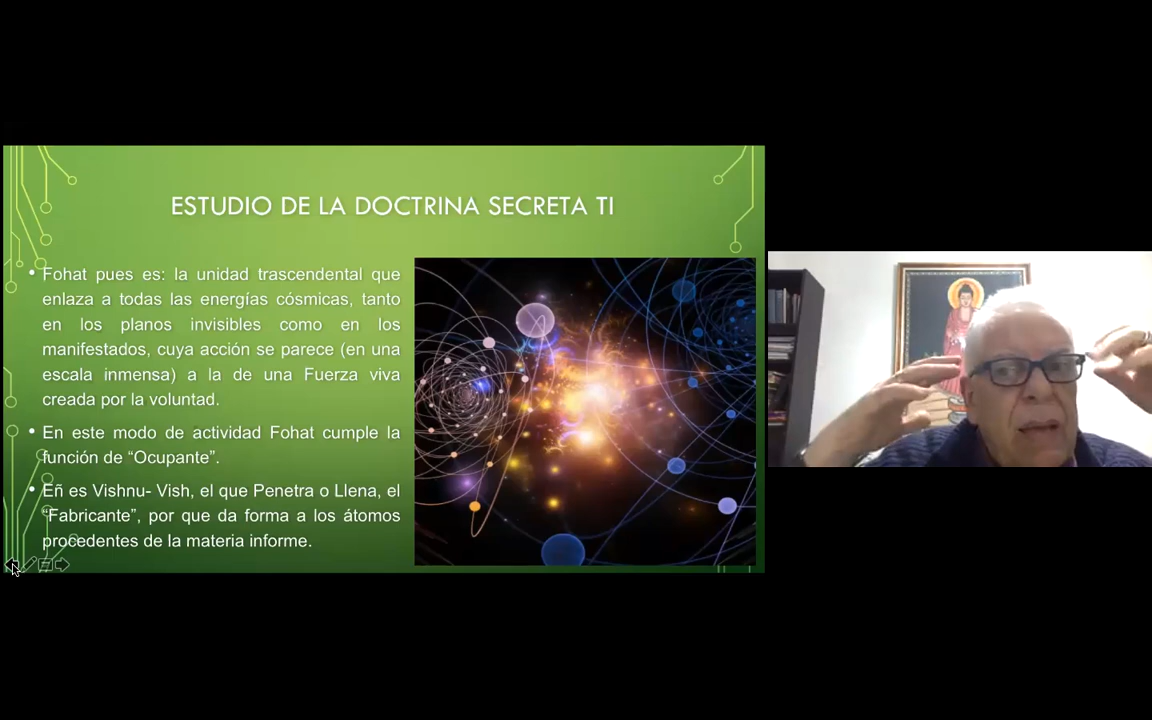 ESTUDIO DE LA DOCTRINA SECRETA TI
• Fohat pues es: la unidad trascendental que
enlaza a todas las energías cósmicas, tanto
en los planos invisibles como en los
manifestados, cuya acción se parece (en una
escala inmensa) a la de una Fuerza viva
creada por la voluntad.
• En este modo de actividad Fohat cumple la
función de “Ocupante”.
• Eñ es Vishnu- Vish, el que Penetra o Llena, el
“Fabricante”, por que da forma a los átomos
procedentes de la materia informe.